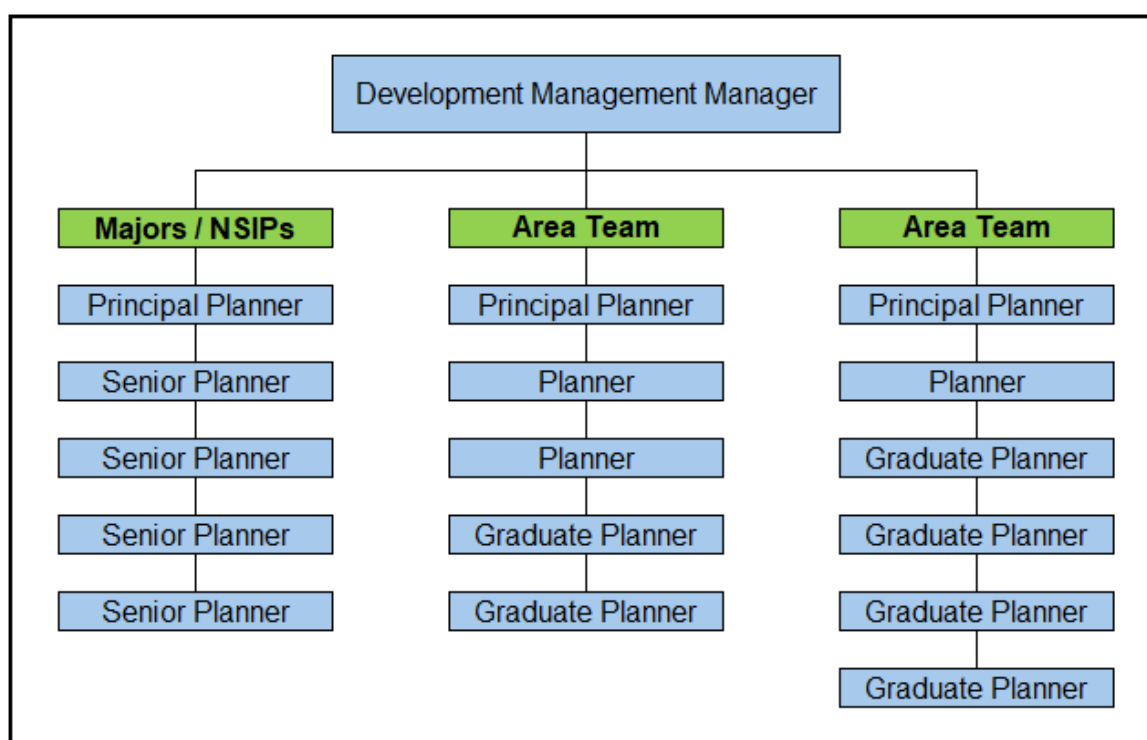 Development Management Manager
Majors / NSIPs
Principal Planner
Senior Planner
Senior Planner
Senior Planner
Senior Planner
Area Team
Principal Planner
Planner
Planner
Graduate Planner
Graduate Planner
Area Team
Principal Planner
Planner
Graduate Planner
Graduate Planner
Graduate Planner
Graduate Planner